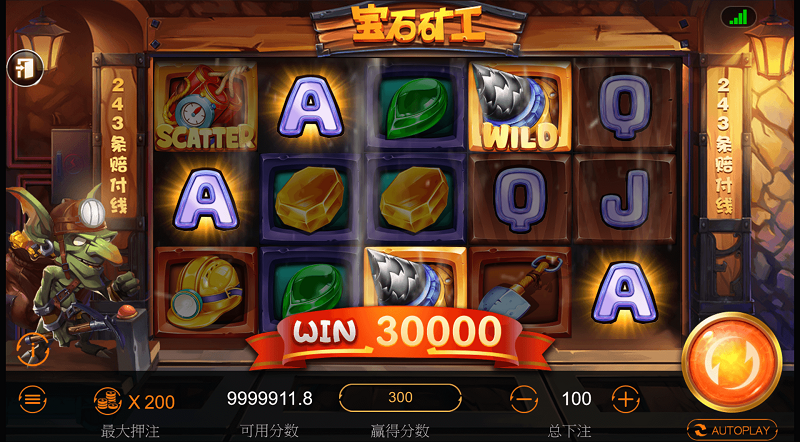 宝石矿工
243条赔付线
243条赔付线
SCATTER
A
WILD
Q
A
Q
J
A
WIN 30000
X 200
9999911.8
300
100
最大押注
可用分数
赢得分数
总下注
AUTOPLAY